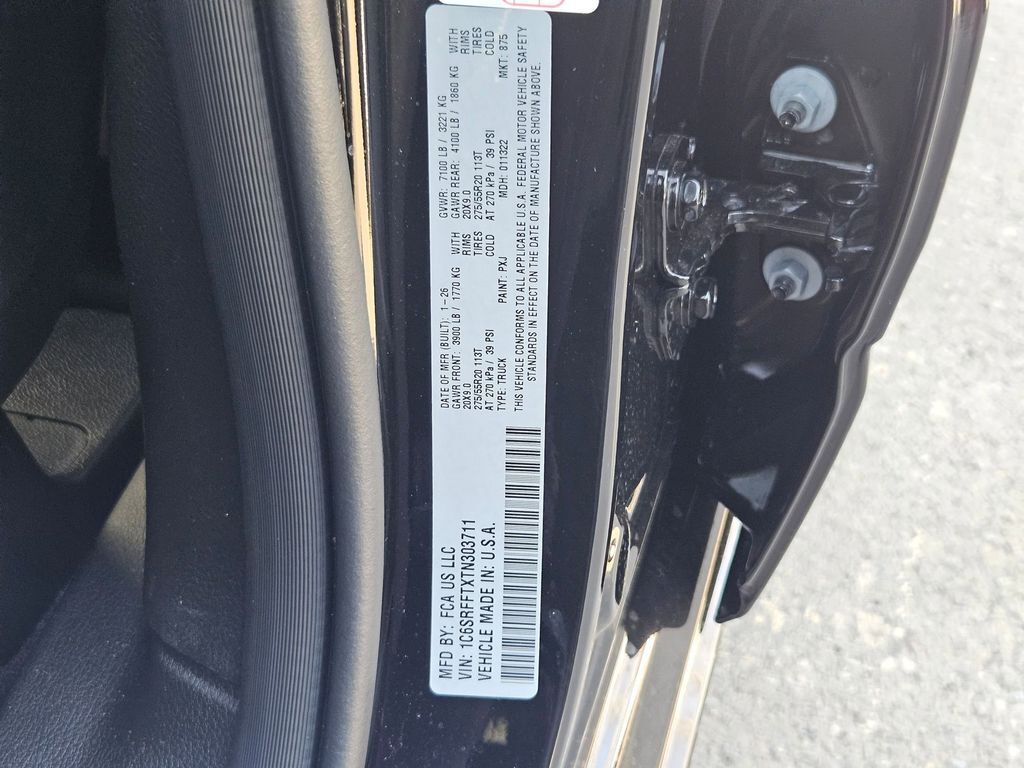 MFD BY: FCA US LLC
VIN: 1C6SRFFTXTN303711
VEHICLE MADE IN: U.S.A.
DATE OF MFR (BUILT): 1-26
GAWR FRONT: 3900 LB / 1770 KG WITH
20X9.0 RIMS
275/55R20 113T TIRES
AT 270 kPa / 39 PSI COLD
TYPE: TRUCK PAINT: PXJ
GVWR: 7100 LB / 3221 KG
GAWR REAR: 4100 LB / 1860 KG WITH
20X9.0 RIMS
275/55R20 113T TIRES
AT 270 kPa / 39 PSI COLD
MDH: 011322 MKT: 875
THIS VEHICLE CONFORMS TO ALL APPLICABLE U.S.A. FEDERAL MOTOR VEHICLE SAFETY
STANDARDS IN EFFECT ON THE DATE OF MANUFACTURE SHOWN ABOVE.